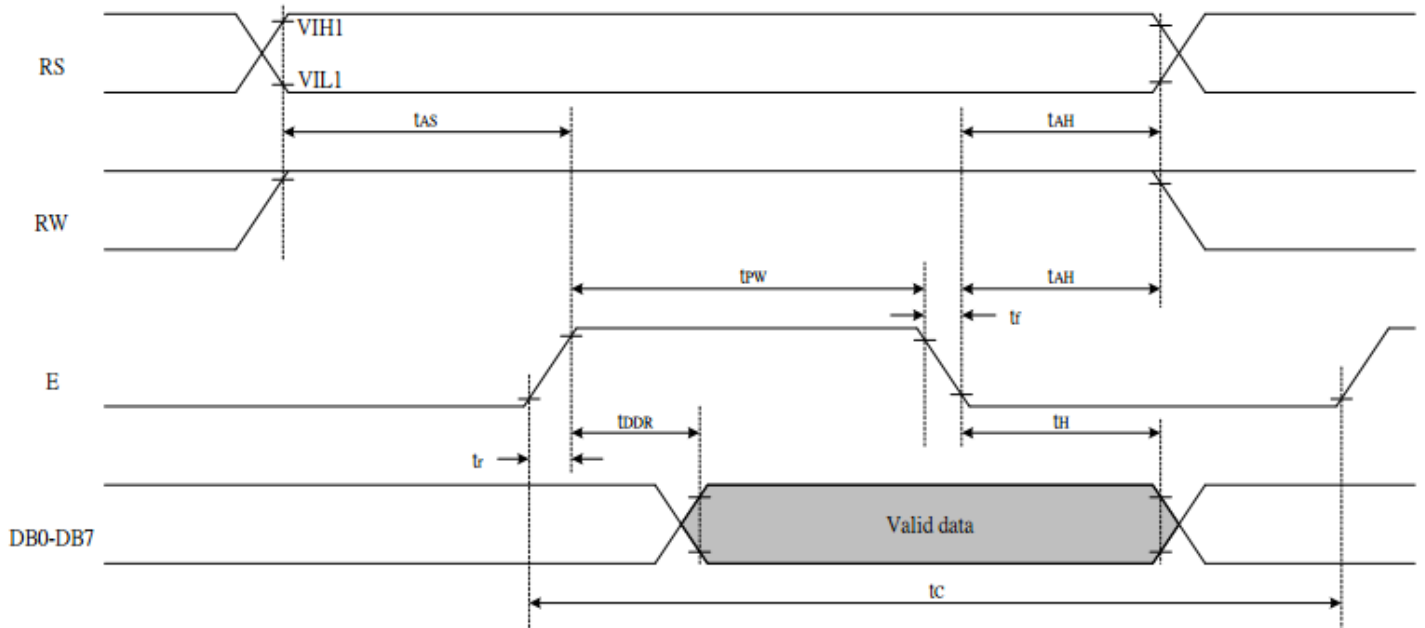 VIH1
RS
VIL1
tAS
tAH
RW
tPW
tAH
tf
E
tDDR
tH
tr
Valid data
DB0-DB7
tC